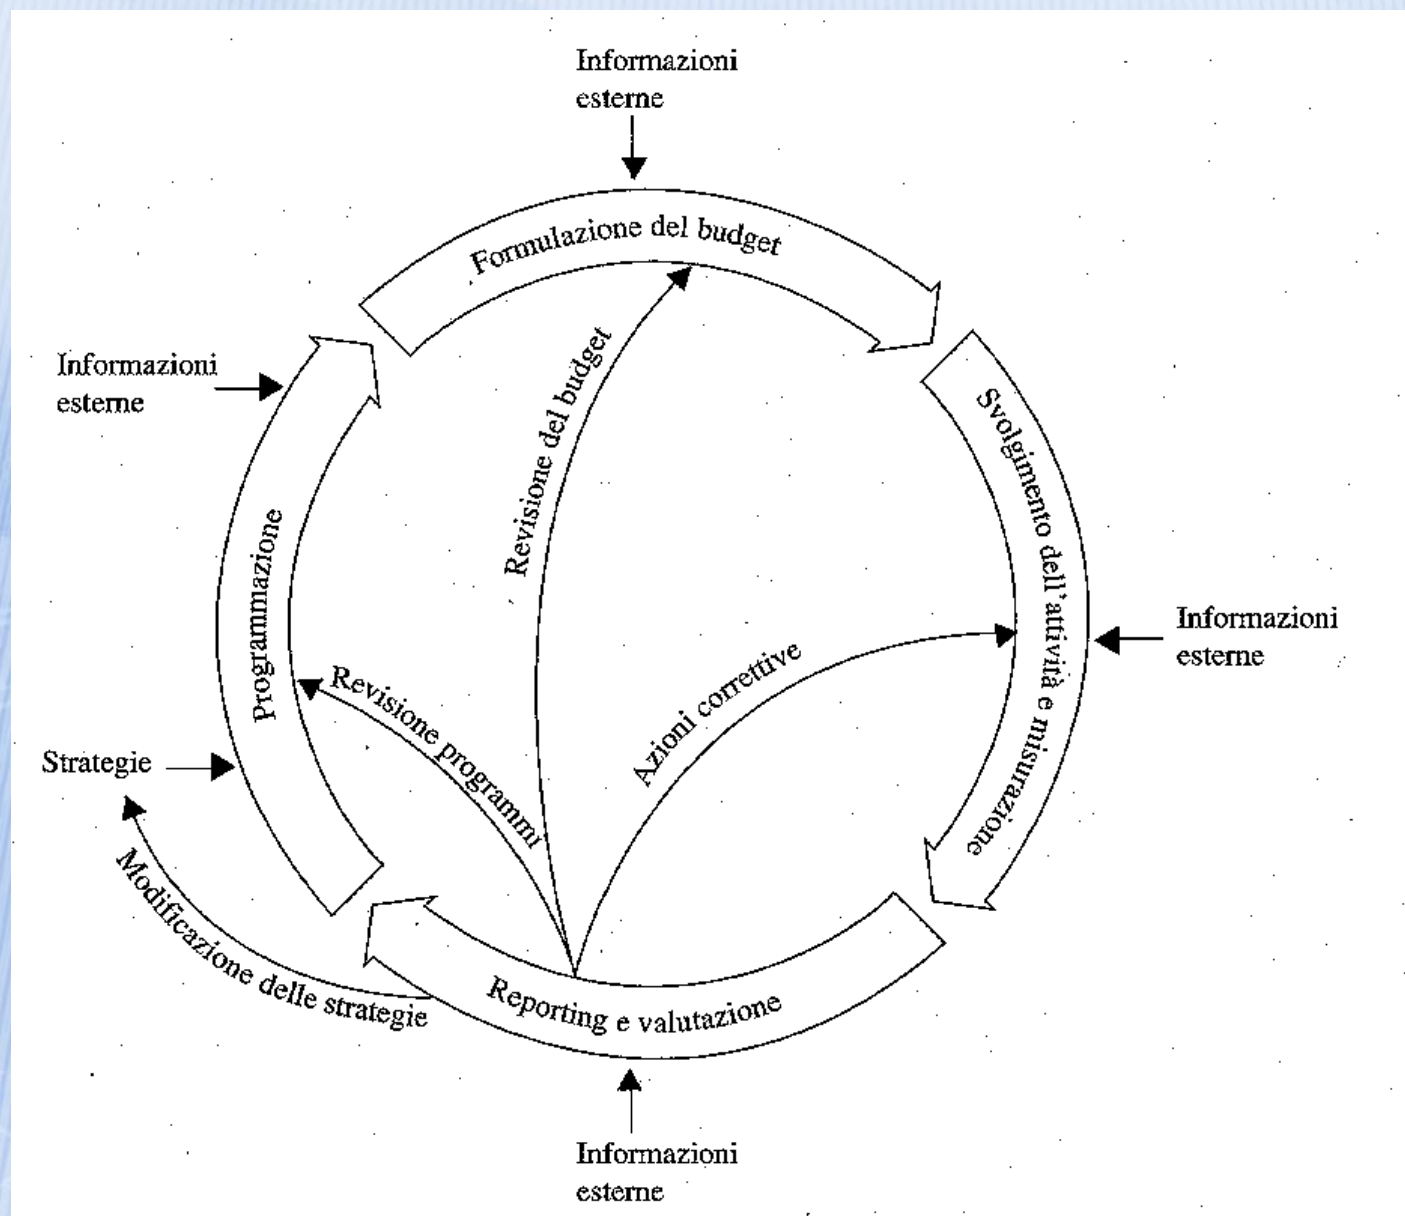 Informazioni
esterne
Formulazione del budget
Informazioni
esterne
Revisione del budget
Svolgimento dell'attività e misurazione
Programmazione
Informazioni
esterne
Revisione programmi
Azioni correttive
Strategie
Modificazione delle strategie
Reporting e valutazione
Informazioni
esterne